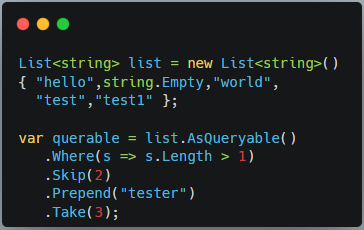 List<string> list = new List<string>()
{ "hello",string.Empty,"world",
"test","test1" };
var querable = list.AsQueryable()
.Where(s => s.Length > 1)
.Skip(2)
.Prepend("tester")
.Take(3);